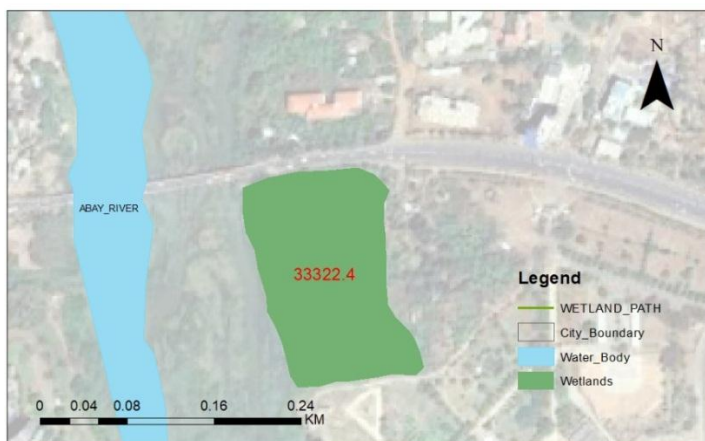 N
ABAY_RIVER
33322.4
Legend
WETLAND_PATH
City_Boundary
Water_Body
Wetlands
0 0.04 0.08 0.16 0.24
KM